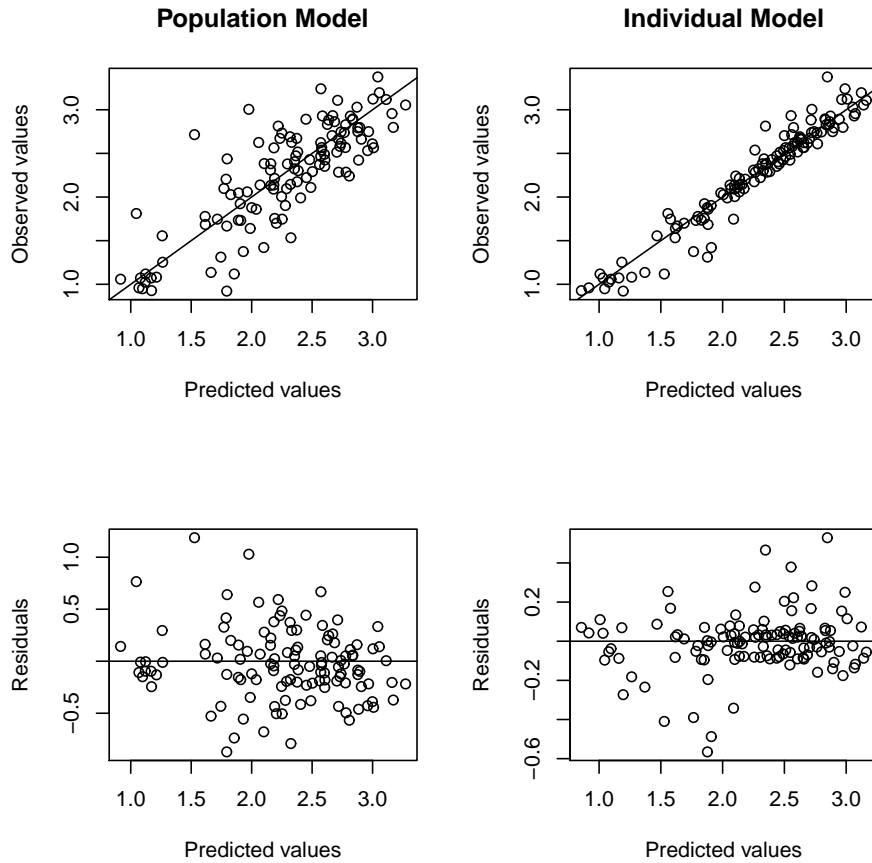 Population Model
Individual Model
Observed values
1.0 2.0 3.0
1.0 1.5 2.0 2.5 3.0
Predicted values
Observed values
1.0 2.0 3.0
1.0 1.5 2.0 2.5 3.0
Predicted values
Residuals
−0.5 0.0 0.5 1.0
1.0 1.5 2.0 2.5 3.0
Predicted values
Residuals
−0.6 −0.2 0.2
1.0 1.5 2.0 2.5 3.0
Predicted values